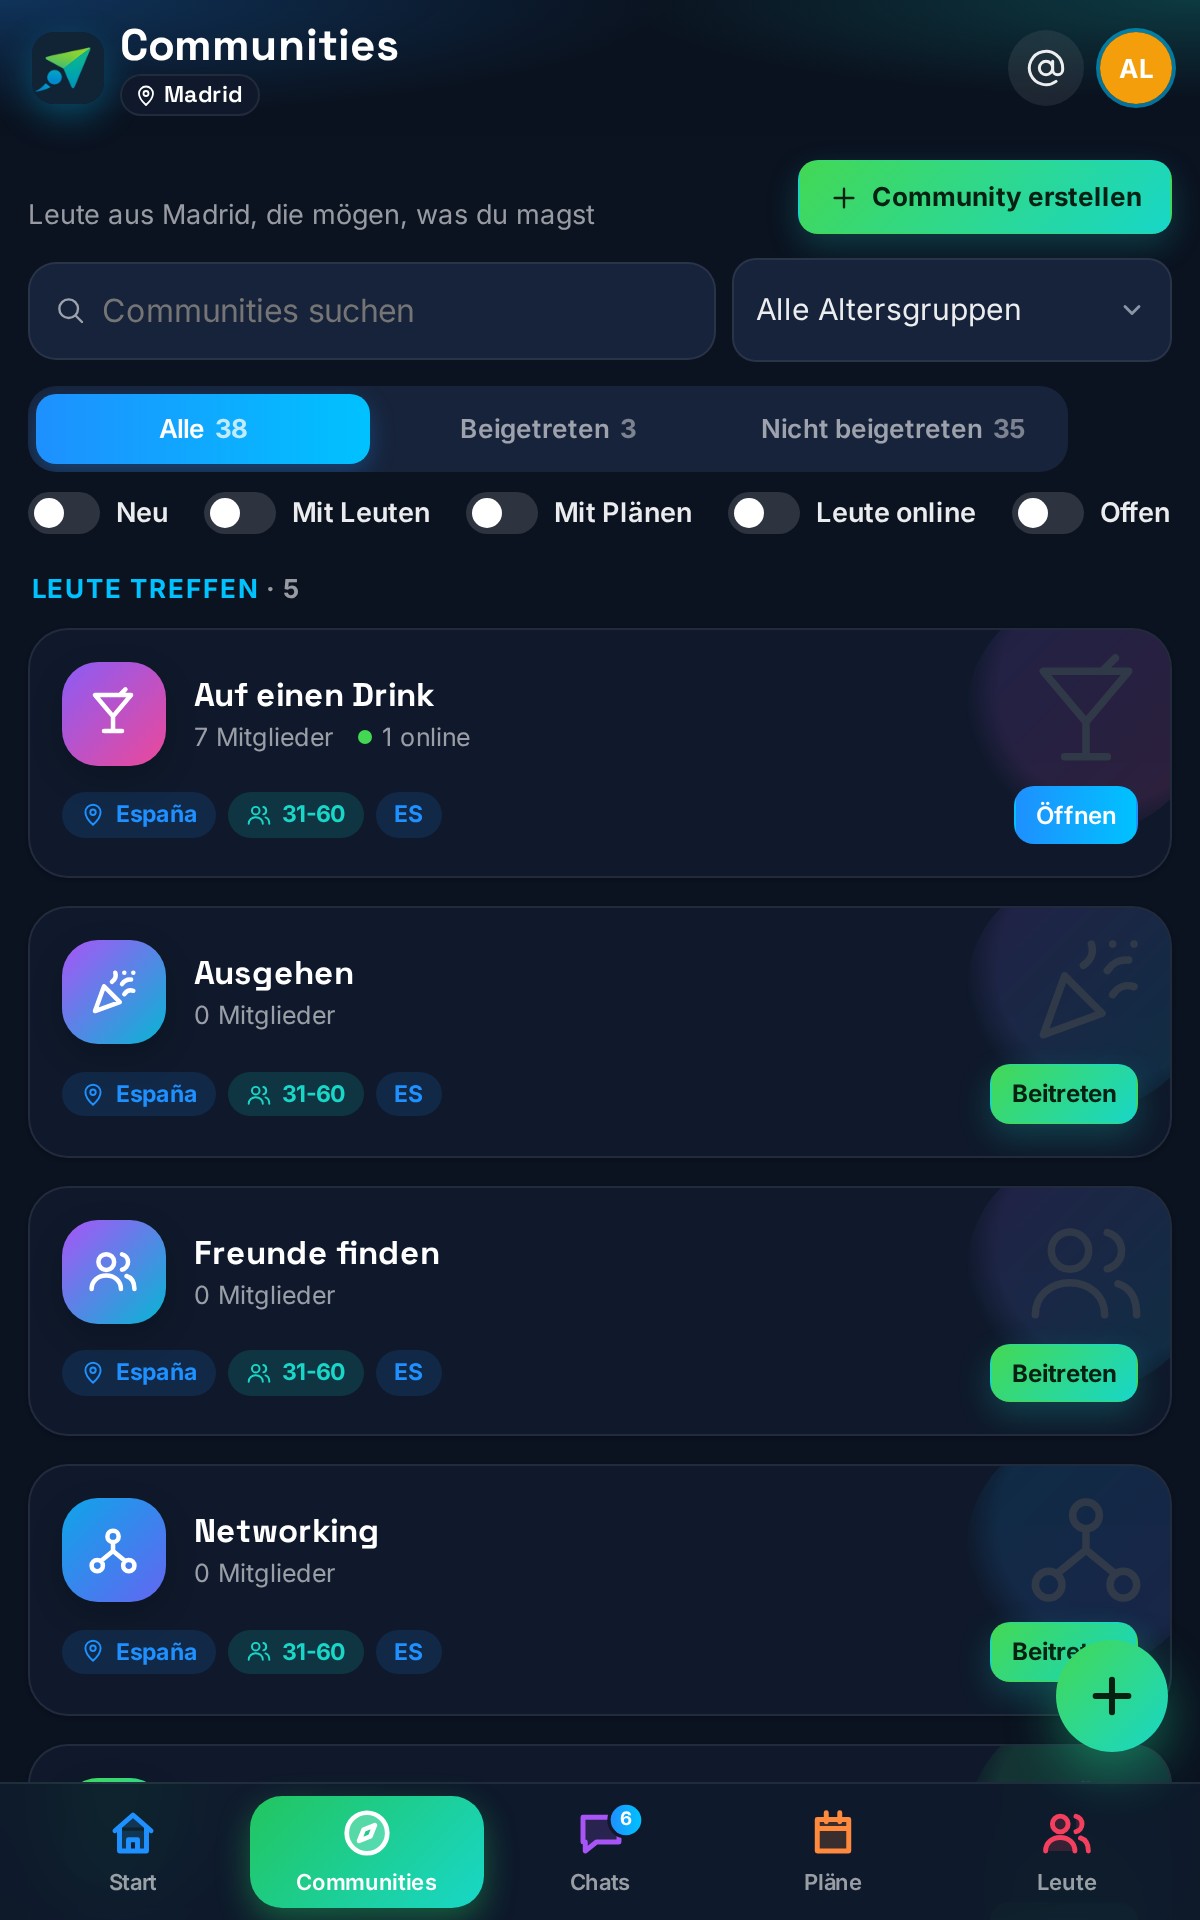 Communities
Madrid
AL
Leute aus Madrid, die mögen, was du magst
Community erstellen
Communities suchen
Alle Altersgruppen
Alle 38
Beigetreten 3
Nicht beigetreten 35
Neu
Mit Leuten
Mit Plänen
Leute online
Offen
LEUTE TREFFEN · 5
Auf einen Drink
7 Mitglieder
1 online
España
31-60
ES
Öffnen
Ausgehen
0 Mitglieder
España
31-60
ES
Beitreten
Freunde finden
0 Mitglieder
España
31-60
ES
Beitreten
Networking
0 Mitglieder
España
31-60
ES
Start
Communities
6
Chats
Pläne
Leute